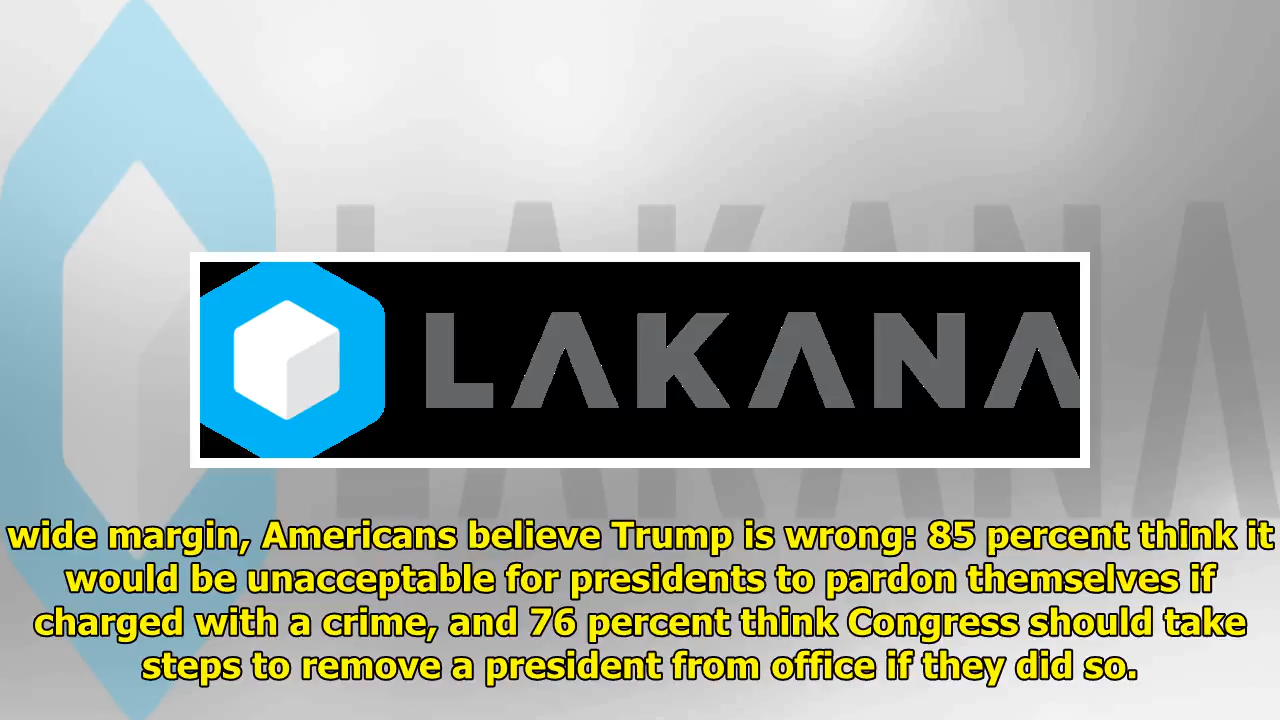 LAKANA
LAKANA
wide margin, Americans believe Trump is wrong: 85 percent think it
would be unacceptable for presidents to pardon themselves if
charged with a crime, and 76 percent think Congress should take
steps to remove a president from office if they did so.